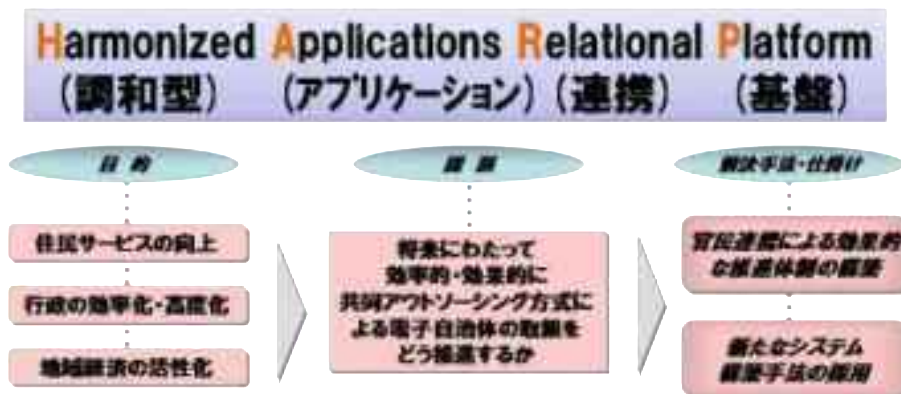 Harmonized Applications Relational Platform
(調和型) (アプリケーション) (連携) (基盤)
目的
課題
解決手法・仕掛け
住民サービスの向上
行政の効率化・高度化
地域経済の活性化
将来にわたって
効率的・効果的に
共同アウトソーシング方式に
よる電子自治体の取組を
どう推進するか
官民連携による効果的
な推進体制の構築
新たなシステム
構築手法の採用